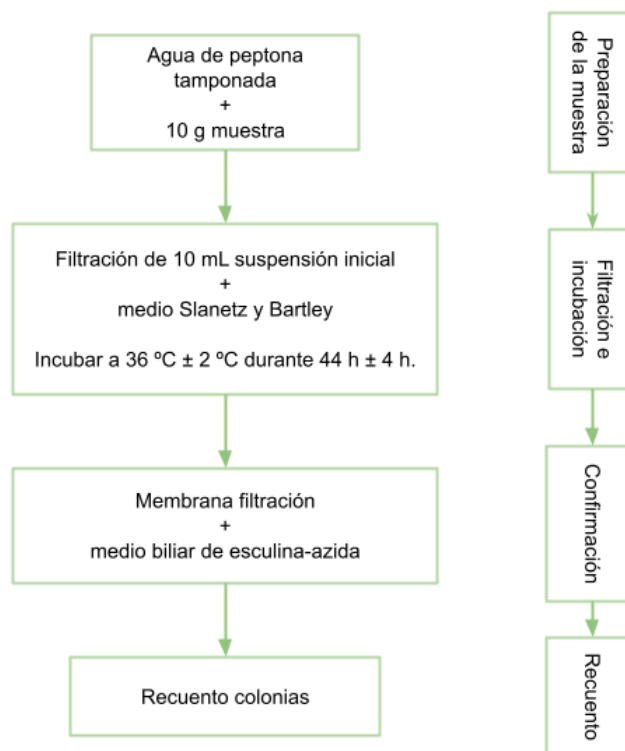 Agua de peptona
tamponada
+
10 g muestra
Preparación
de la muestra
Filtración de 10 mL suspensión inicial
+
medio Slanetz y Bartley
Incubar a 36 ºC ± 2 ºC durante 44 h ± 4 h.
Filtración e
incubación
Membrana filtración
+
medio biliar de esculina-azida
Confirmación
Recuento colonias
Recuento